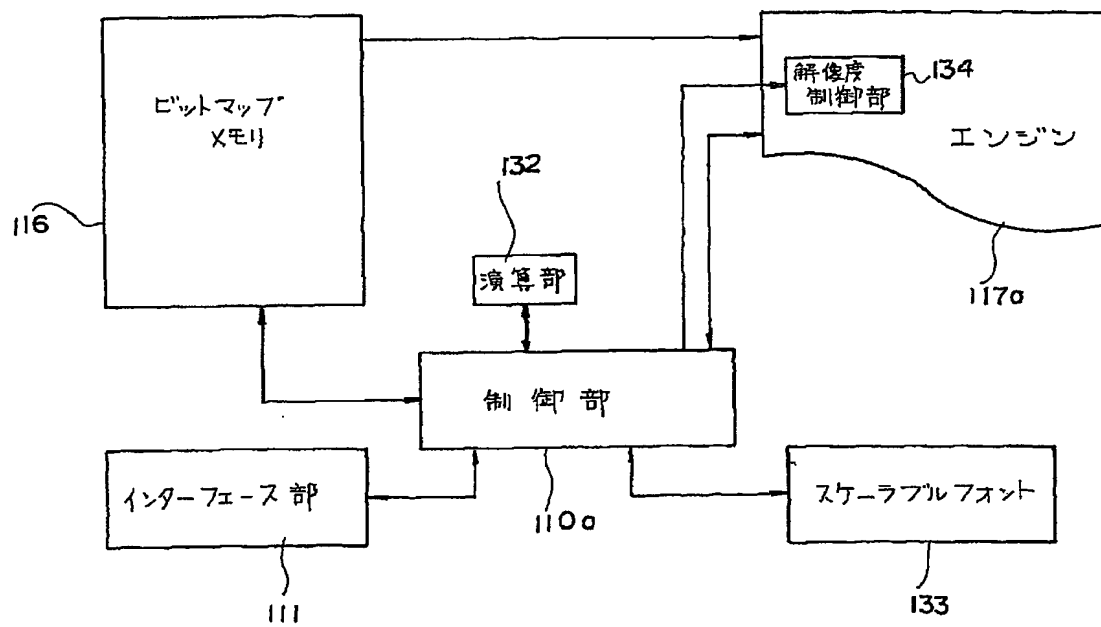 ビットマップ
メモリ
116
解像度
制御部
134
エンジン
117a
132
演算部
制御部
110a
インターフェース部
111
スケーラブルフォント
133